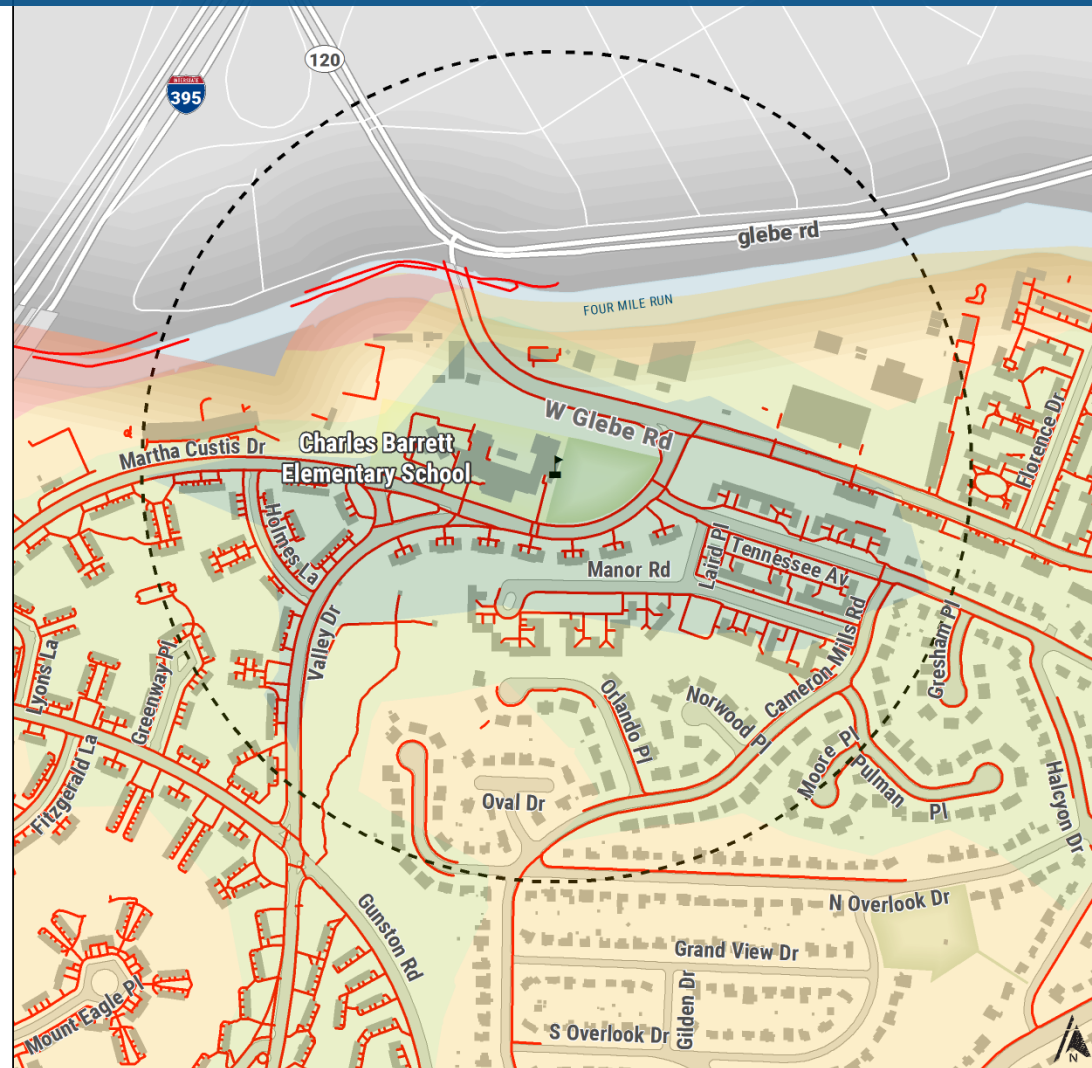 120
INTERSTATE
395
glebe rd
FOUR MILE RUN
W Glebe Rd
Florence Dr
Martha Custis Dr
Charles Barrett
Elementary School
Holmes La
Laird Pl
Tennessee Av
Manor Rd
Valley Dr
Cameron Mills Rd
Gresham Pl
Lyons La
Greenway Pl
Orlando Pl
Norwood Pl
Moore Pl
Pulman Pl
Fitzgerald La
Oval Dr
Halcyon Dr
N Overlook Dr
Gunston Rd
Grand View Dr
Gilden Dr
Mount Eagle Pl
S Overlook Dr
N